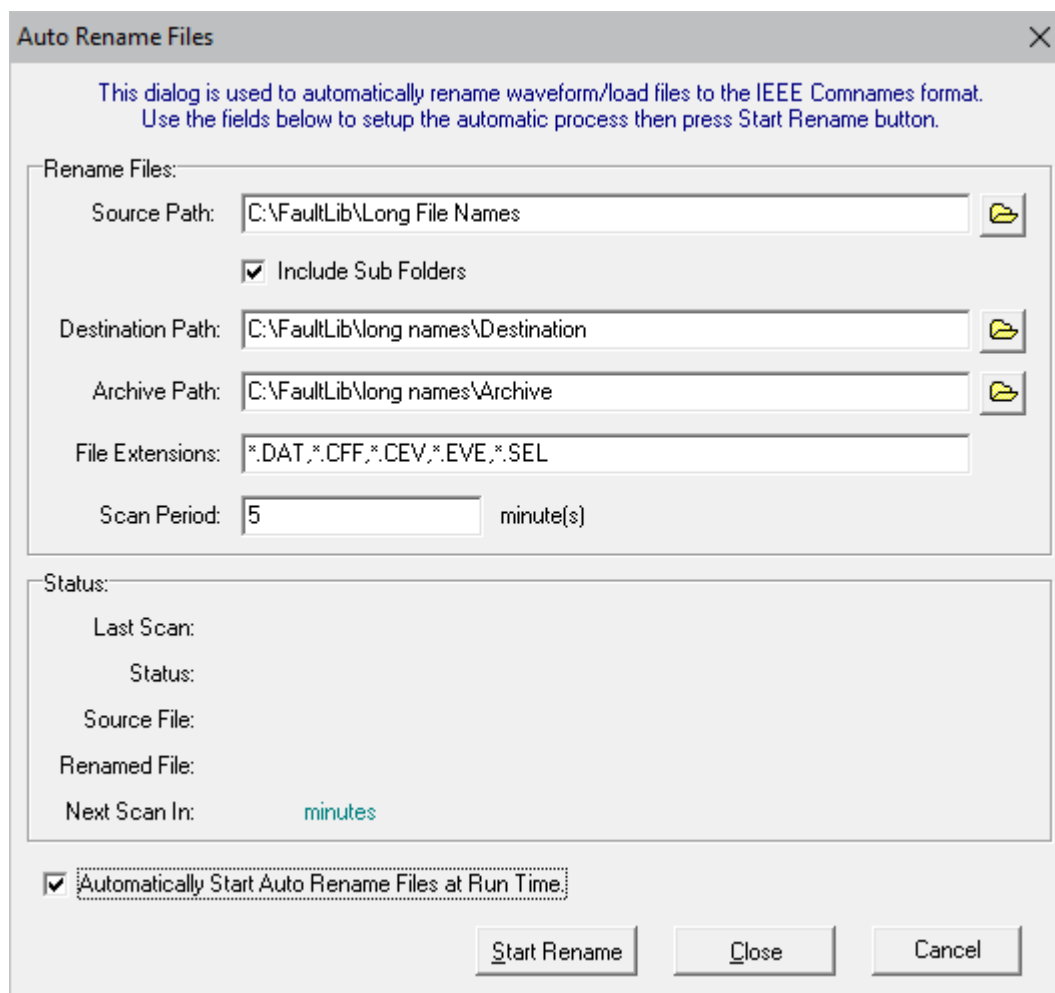 Auto Rename Files
This dialog is used to automatically rename waveform/load files to the IEEE Comnames format.
Use the fields below to setup the automatic process then press Start Rename button.
Rename Files:
Source Path: C:\FaultLib\Long File Names
Include Sub Folders
Destination Path: C:\FaultLib\long names\Destination
Archive Path: C:\FaultLib\long names\Archive
File Extensions: *.DAT,*.CFF,*.CEV,*.EVE,*.SEL
Scan Period: 5 minute(s)
Status:
Last Scan:
Status:
Source File:
Renamed File:
Next Scan In: minutes
Automatically Start Auto Rename Files at Run Time.
Start Rename Close Cancel